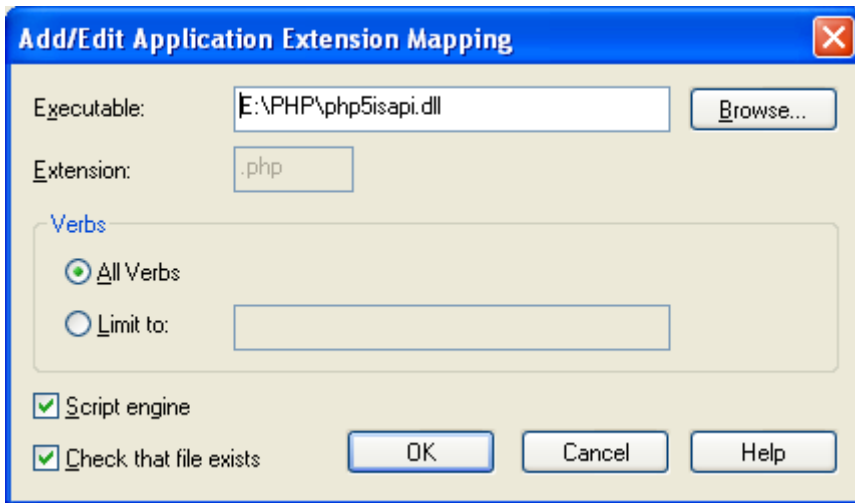 Add/Edit Application Extension Mapping
Executable: E:\PHP\php5isapi.dll Browse...
Extension: .php
Verbs
All Verbs
Limit to:
Script engine
Check that file exists OK Cancel Help